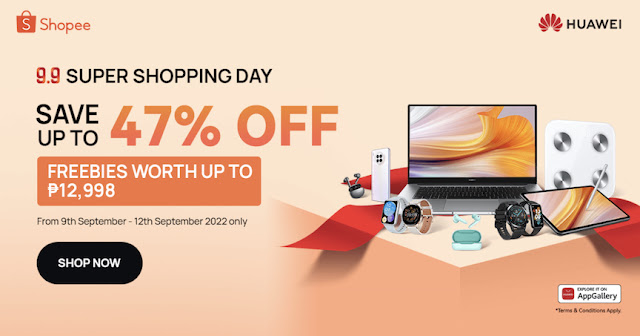 Shopee
HUAWEI
9.9 SUPER SHOPPING DAY
SAVE
UP TO
47% OFF
FREEBIES WORTH UP TO
₱12,998
From 9th September - 12th September 2022 only
SHOP NOW
EXPLORE IT ON
AppGallery
*Terms & Conditions Apply.